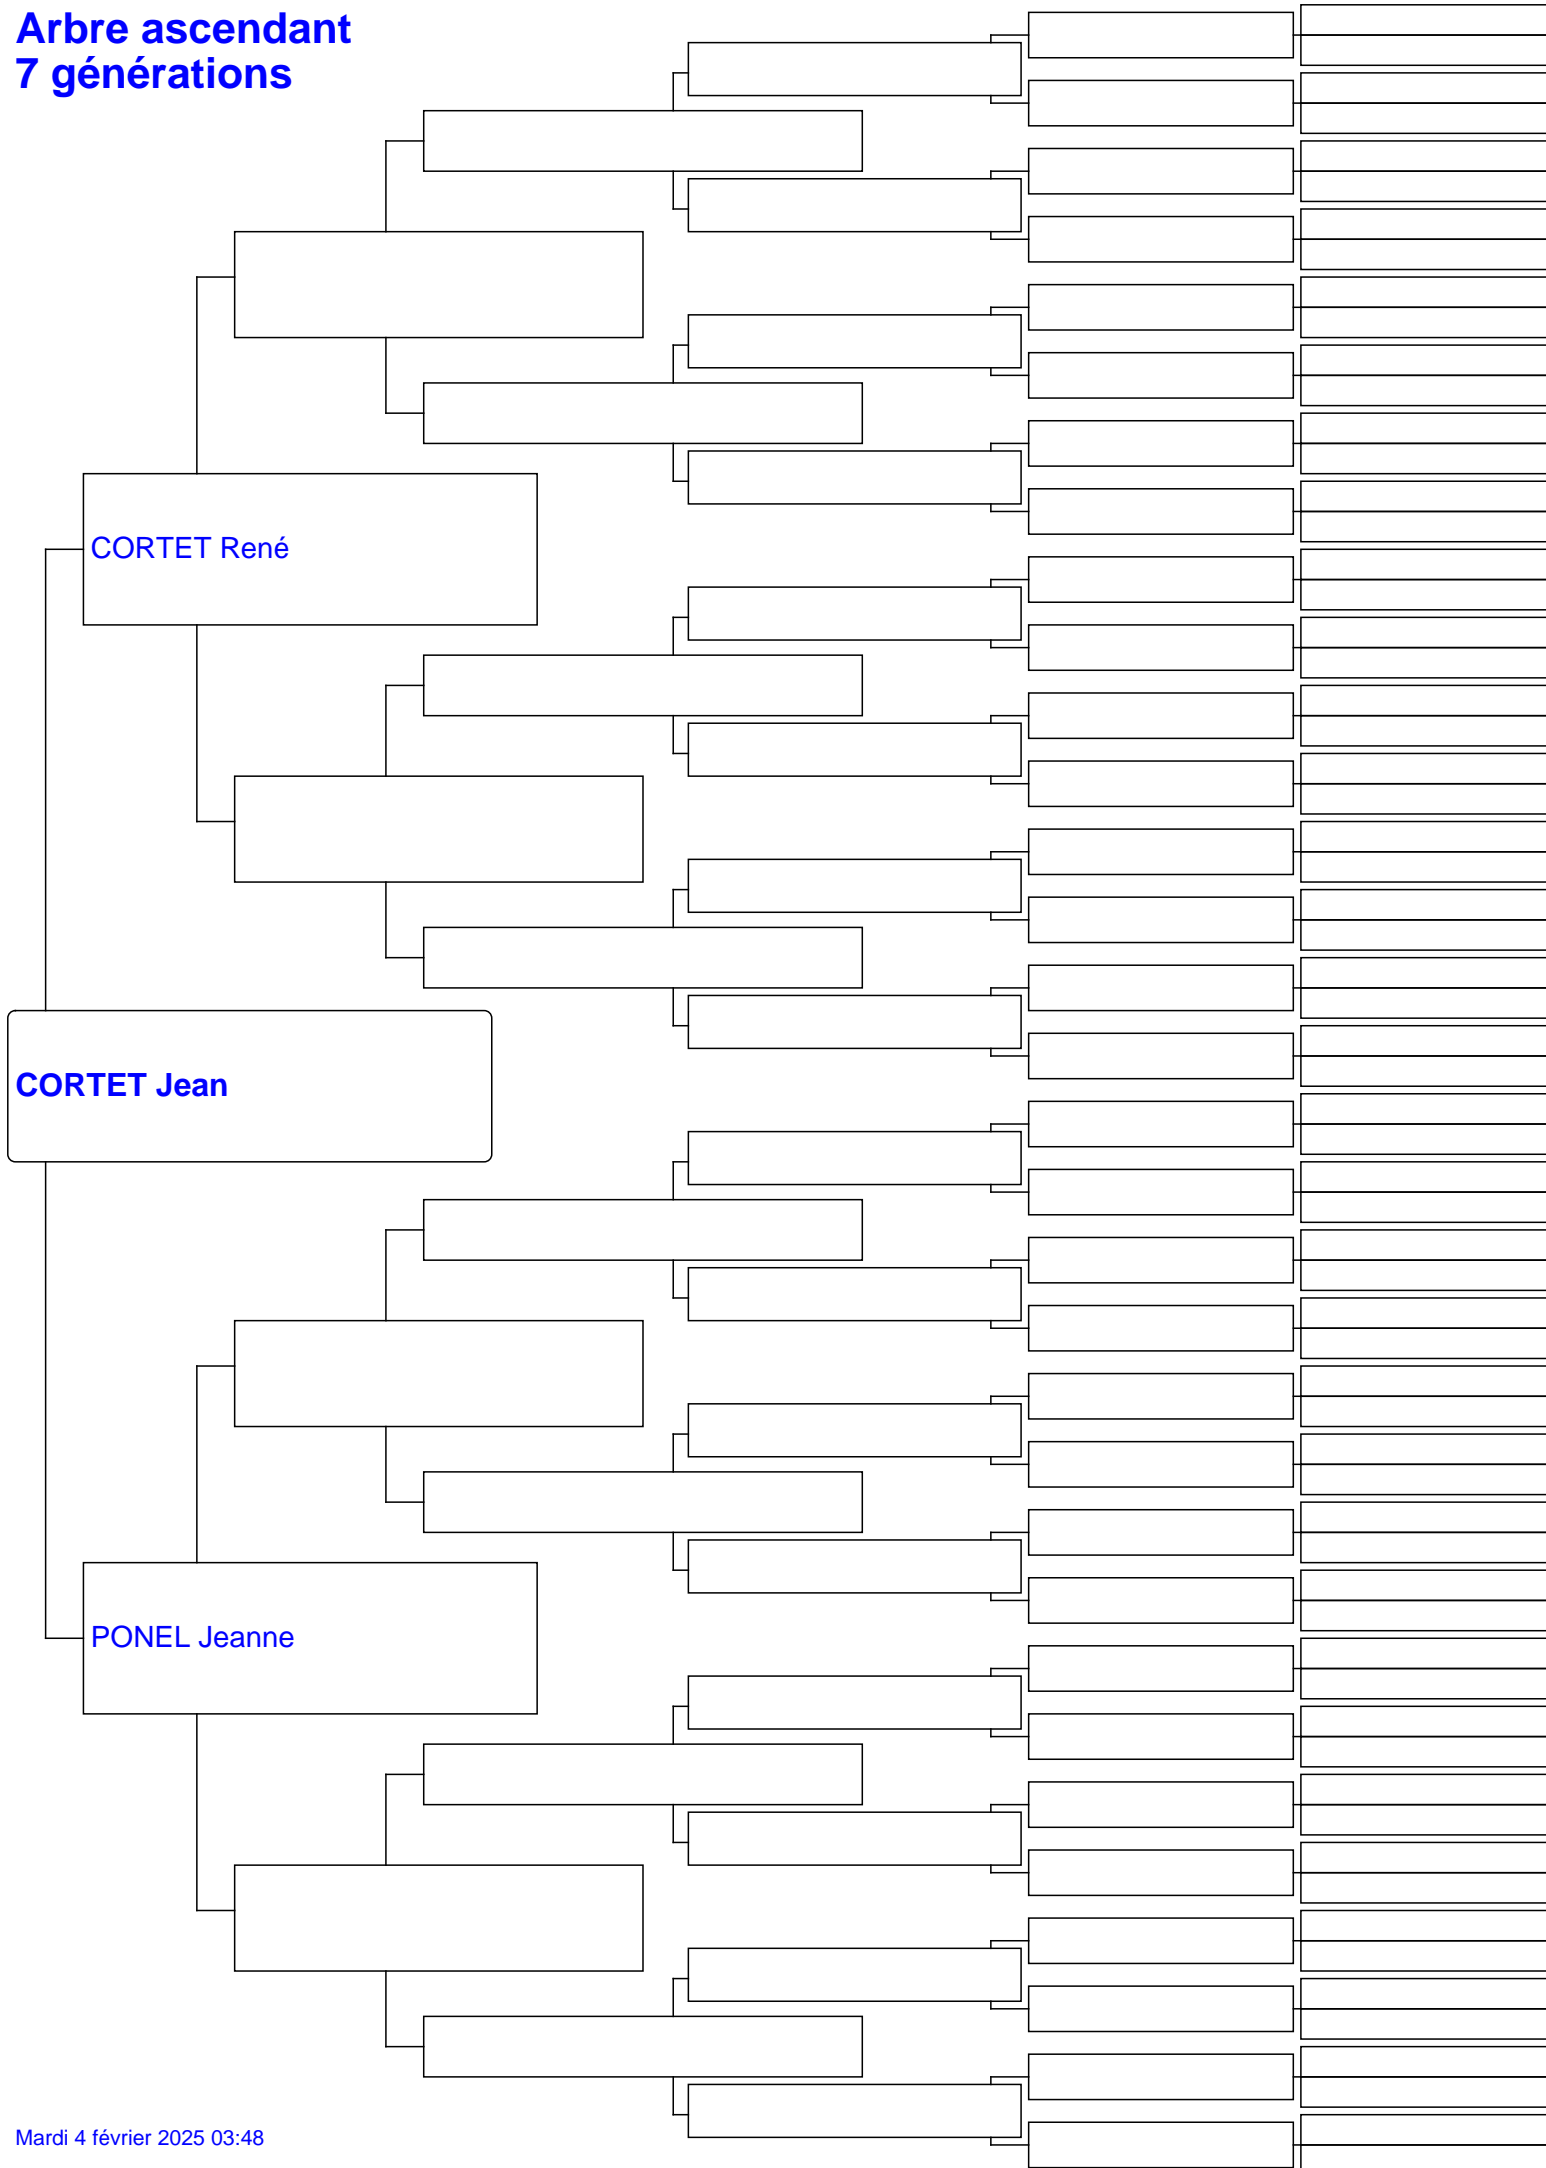 Arbre ascendant
7 générations
CORTET René
CORTET Jean
PONEL Jeanne
Mardi 4 février 2025 03:48